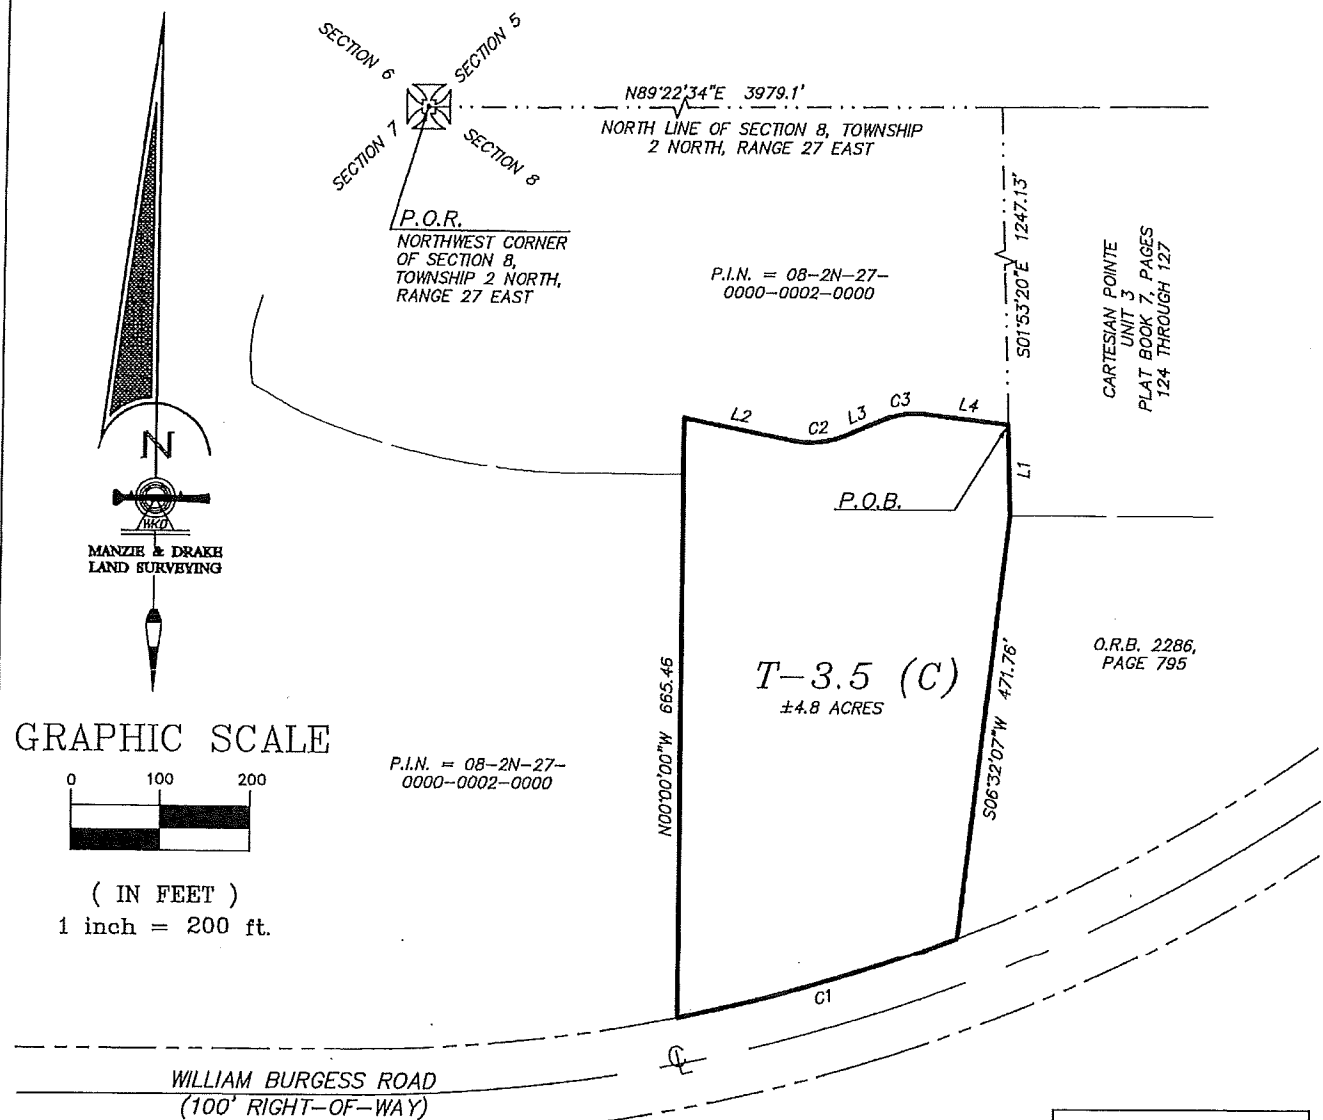 SECTION 6
SECTION 5
SECTION 7
SECTION 8
N89°22'34"E 3979.1'
NORTH LINE OF SECTION 8, TOWNSHIP
2 NORTH, RANGE 27 EAST
P.O.R.
NORTHWEST CORNER
OF SECTION 8,
TOWNSHIP 2 NORTH,
RANGE 27 EAST
P.I.N. = 08-2N-27-
0000-0002-0000
S01°53'20"E 1247.13'
CARTESIAN POINTE
UNIT 3
PLAT BOOK 7, PAGES
124 THROUGH 127
L2
C2
L3
C3
L4
L1
P.O.B.
N
WKD
MANZIE & DRAKE
LAND SURVEYING
T-3.5 (C)
±4.8 ACRES
N00°00'00"W 665.46
S06°32'07"W 471.76'
O.R.B. 2286,
PAGE 795
GRAPHIC SCALE
0 100 200
( IN FEET )
1 inch = 200 ft.
P.I.N. = 08-2N-27-
0000-0002-0000
C1
CL
WILLIAM BURGESS ROAD
(100' RIGHT-OF-WAY)